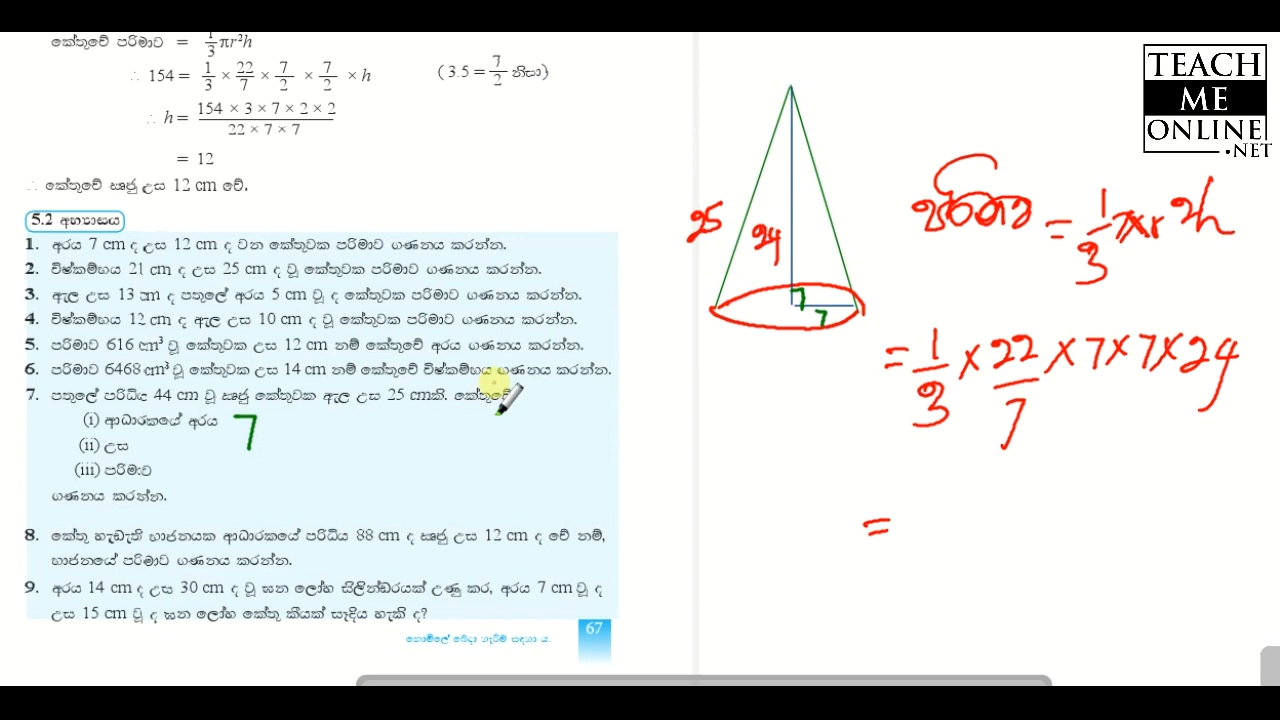 කේතුවේ පරිමාව = 1/3 πr²h
∴ 154 = 1/3 × 22/7 × 7/2 × 7/2 × h (3.5 = 7/2 නිසා)
∴ h = 154 × 3 × 7 × 2 × 2 / 22 × 7 × 7
= 12
∴ කේතුවේ ඍජු උස 12 cm වේ.
5.2 අභ්‍යාසය
1. අරය 7 cm ද උස 12 cm ද වන කේතුවක පරිමාව ගණනය කරන්න.
2. විෂ්කම්භය 21 cm ද උස 25 cm ද වූ කේතුවක පරිමාව ගණනය කරන්න.
3. ඇල උස 13 cm ද පතුලේ අරය 5 cm වූ ද කේතුවක පරිමාව ගණනය කරන්න.
4. විෂ්කම්භය 12 cm ද ඇල උස 10 cm ද වූ කේතුවක පරිමාව ගණනය කරන්න.
5. පරිමාව 616 cm³ වූ කේතුවක උස 12 cm නම් කේතුවේ අරය ගණනය කරන්න.
6. පරිමාව 6468 cm³ වූ කේතුවක උස 14 cm නම් කේතුවේ විෂ්කම්භය ගණනය කරන්න.
7. පතුලේ පරිධිය 44 cm වූ ඍජු කේතුවක ඇල උස 25 cmකි. කේතුවේ
(i) ආධාරකයේ අරය 7
(ii) උස
(iii) පරිමාව
ගණනය කරන්න.
8. කේතු හැඩැති භාජනයක ආධාරකයේ පරිධිය 88 cm ද ඍජු උස 12 cm ද වේ නම්,
භාජනයේ පරිමාව ගණනය කරන්න.
9. අරය 14 cm ද උස 30 cm ද වූ ඝන ලෝහ සිලින්ඩරයක් උණු කර, අරය 7 cm වූ ද
උස 15 cm වූ ද ඝන ලෝහ කේතු කීයක් සෑදිය හැකි ද?
නොමිලේ බෙදා හැරීම සඳහා ය.
67
25
24
7
පරිමාව = 1/3 πr²h
= 1/3 × 22/7 × 7 × 7 × 24
=
TEACH
ME
ONLINE
.NET